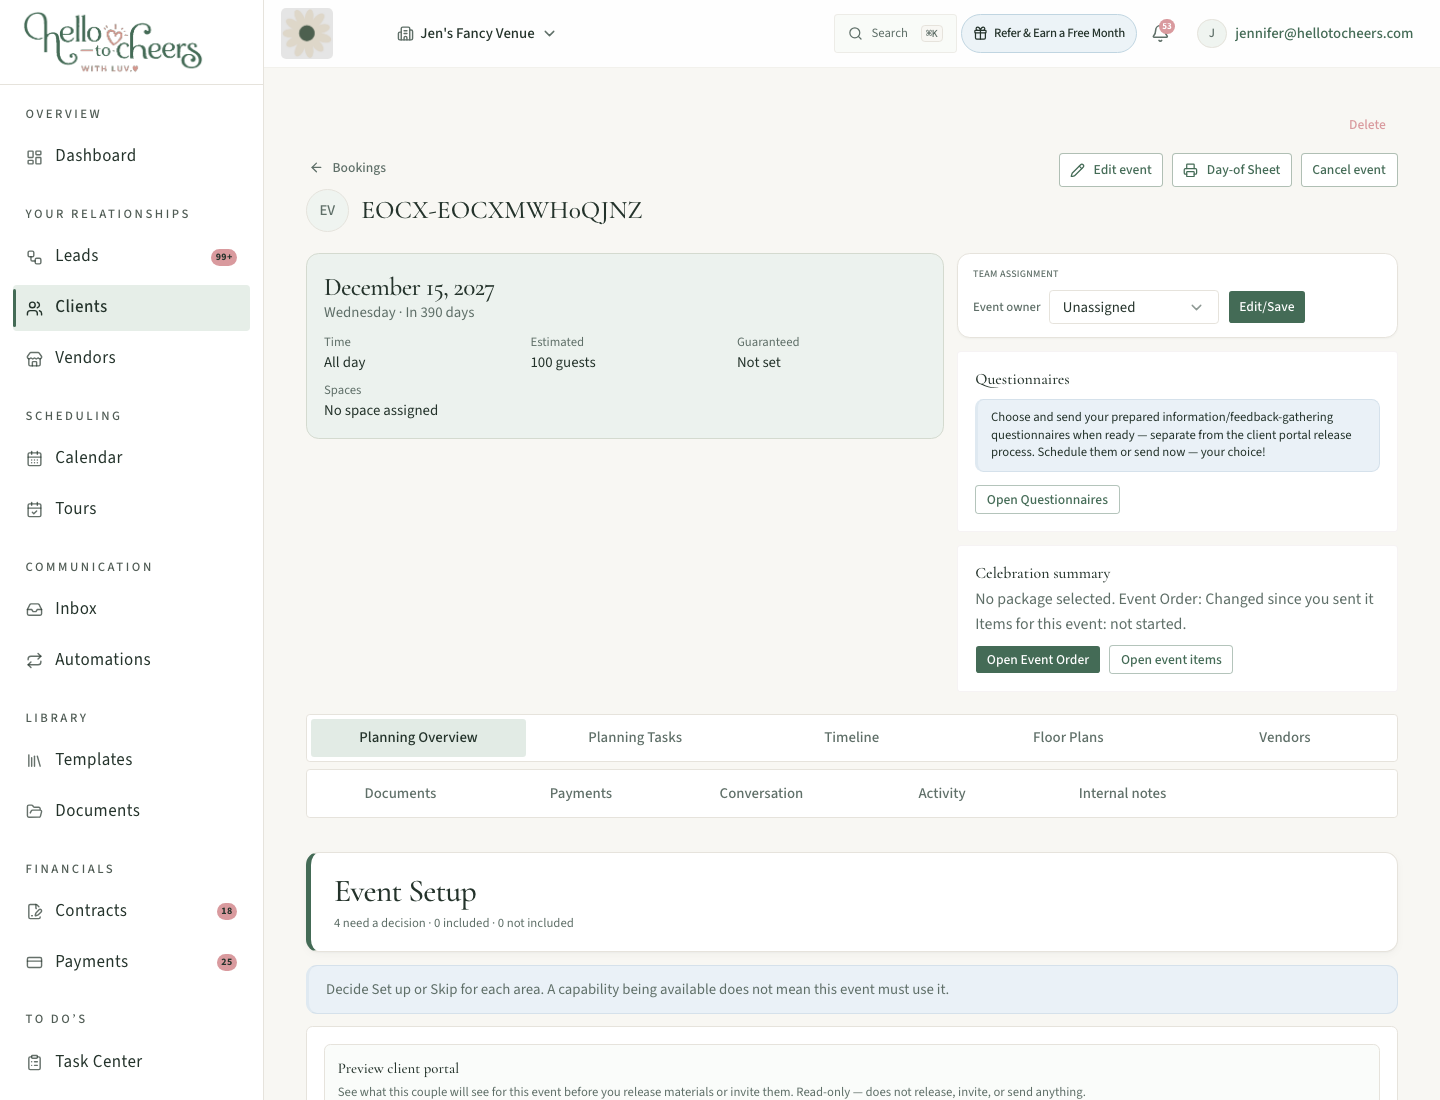 hello
to cheers
WITH LUV.
Jen's Fancy Venue
Search ⌘K
Refer & Earn a Free Month
53
J
jennifer@hellotocheers.com
OVERVIEW
Dashboard
YOUR RELATIONSHIPS
Leads 99+
Clients
Vendors
SCHEDULING
Calendar
Tours
COMMUNICATION
Inbox
Automations
LIBRARY
Templates
Documents
FINANCIALS
Contracts 18
Payments 25
TO DO'S
Task Center
Delete
Bookings
Edit event
Day-of Sheet
Cancel event
EV
EOCX-EOCXMWH0QJNZ
December 15, 2027
Wednesday · In 390 days
Time
All day
Estimated
100 guests
Guaranteed
Not set
Spaces
No space assigned
TEAM ASSIGNMENT
Event owner Unassigned Edit/Save
Questionnaires
Choose and send your prepared information/feedback-gathering
questionnaires when ready — separate from the client portal release
process. Schedule them or send now — your choice!
Open Questionnaires
Celebration summary
No package selected. Event Order: Changed since you sent it
Items for this event: not started.
Open Event Order Open event items
Planning Overview Planning Tasks Timeline Floor Plans Vendors
Documents Payments Conversation Activity Internal notes
Event Setup
4 need a decision · 0 included · 0 not included
Decide Set up or Skip for each area. A capability being available does not mean this event must use it.
Preview client portal
See what this couple will see for this event before you release materials or invite them. Read-only — does not release, invite, or send anything.